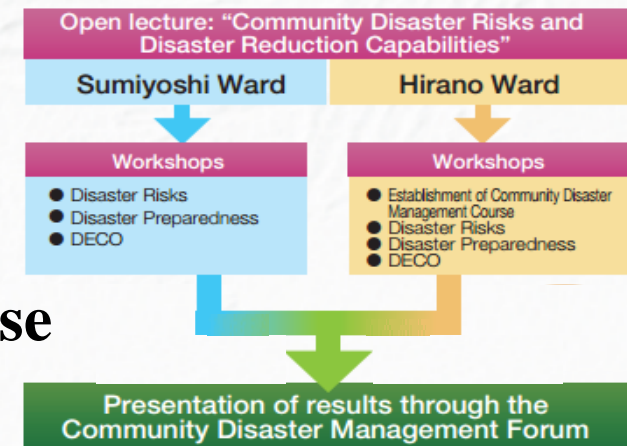 Open lecture: “Community Disaster Risks and
Disaster Reduction Capabilities”
Sumiyoshi Ward
Hirano Ward
Workshops
● Disaster Risks
● Disaster Preparedness
● DECO
Workshops
● Establishment of Community Disaster
Management Course
● Disaster Risks
● Disaster Preparedness
● DECO
se
Presentation of results through the
Community Disaster Management Forum